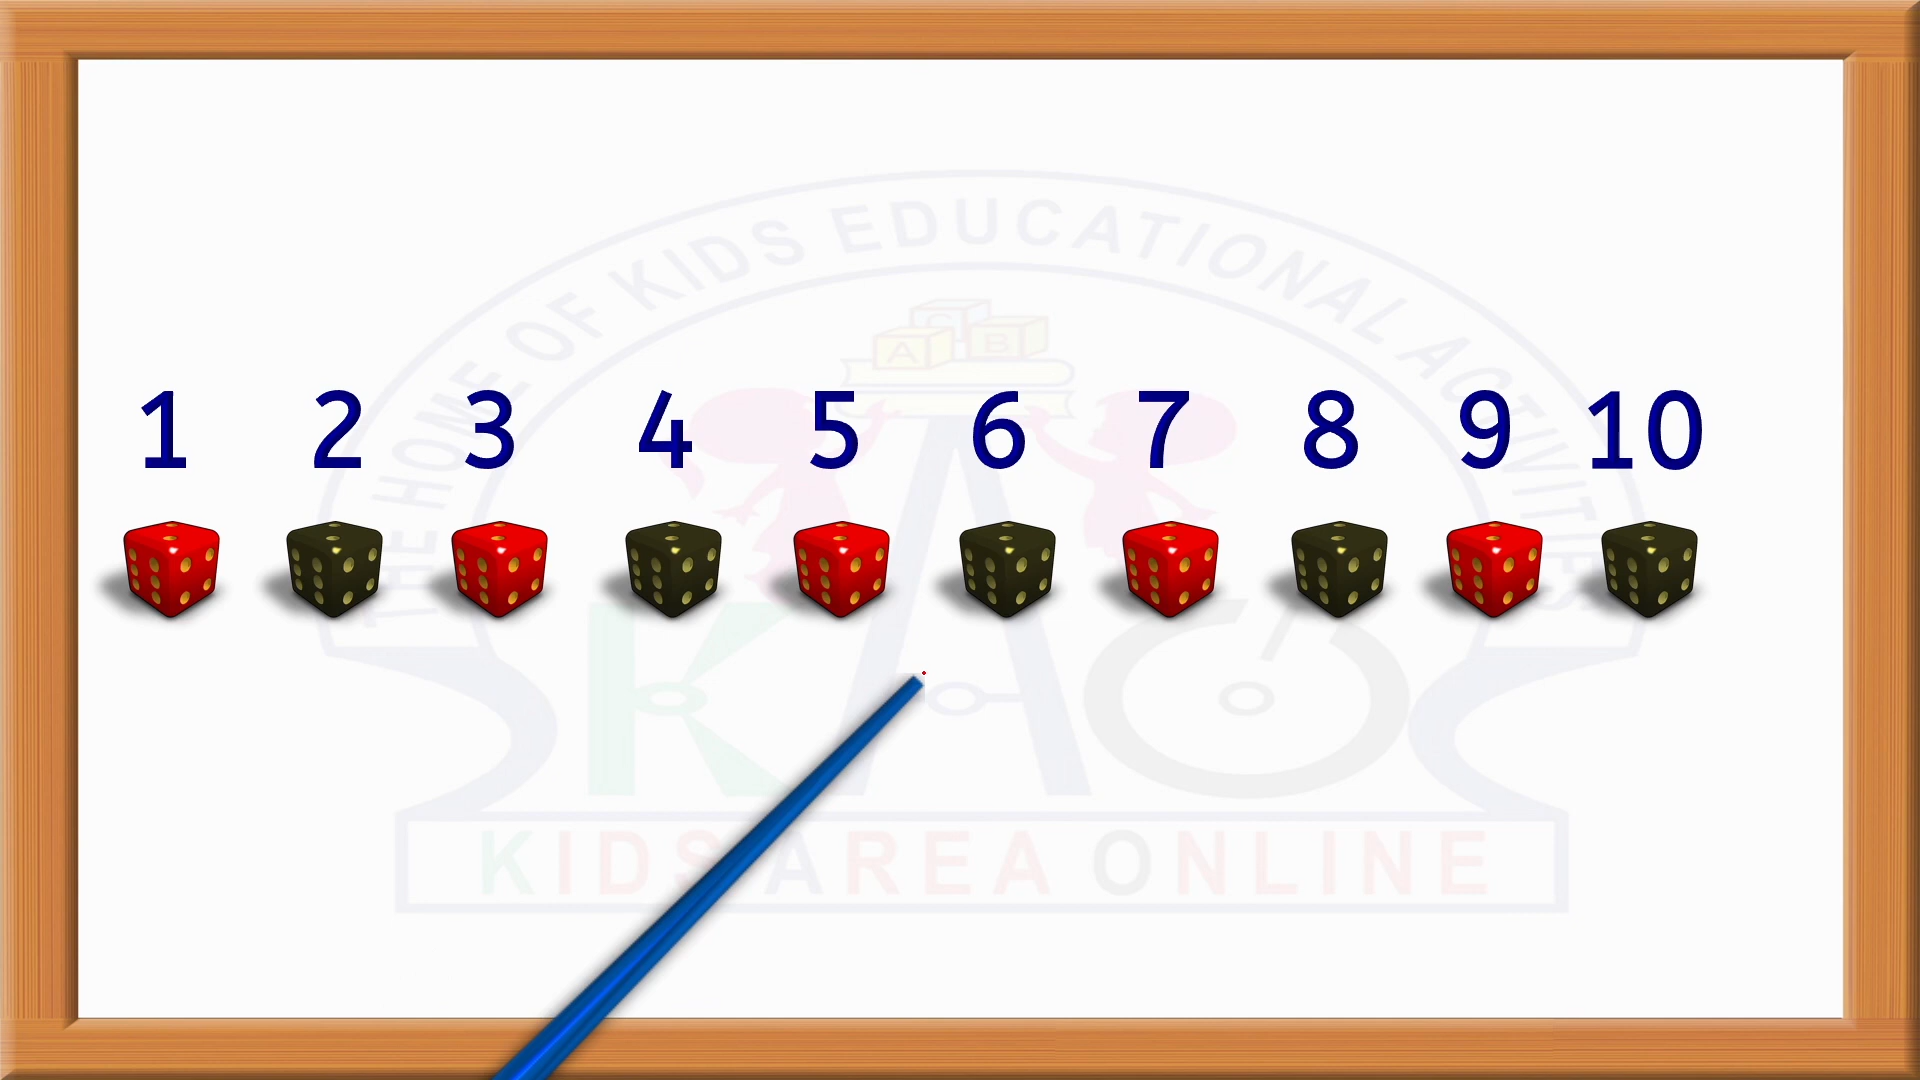 THE HOME OF KIDS EDUCATIONAL ACTIVITIES
C
A B
1 2 3 4 5 6 7 8 9 10
KAO
KIDS AREA ONLINE